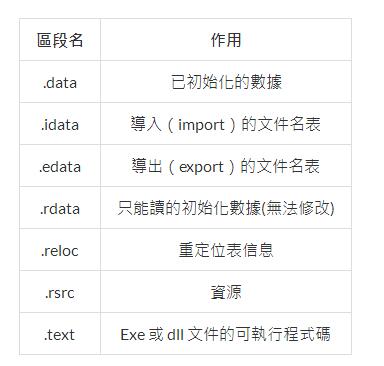 區段名 作用
.data 已初始化的數據
.idata 導入（import）的文件名表
.edata 導出（export）的文件名表
.rdata 只能讀的初始化數據(無法修改)
.reloc 重定位表信息
.rsrc 資源
.text Exe 或 dll 文件的可執行程式碼